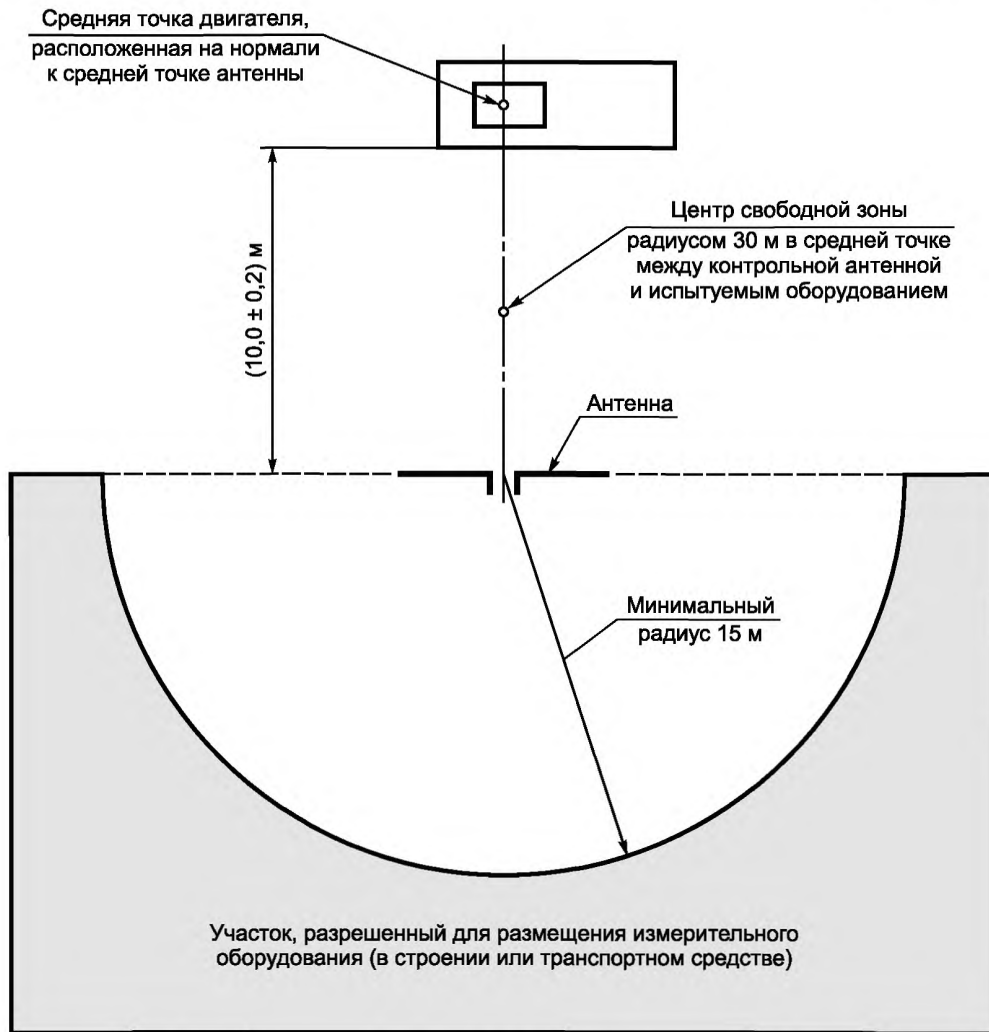 Средняя точка двигателя,
расположенная на нормали
к средней точке антенны
Центр свободной зоны
радиусом 30 м в средней точке
между контрольной антенной
и испытуемым оборудованием
(10,0 ± 0,2) м
Антенна
Минимальный
радиус 15 м
Участок, разрешенный для размещения измерительного
оборудования (в строении или транспортном средстве)